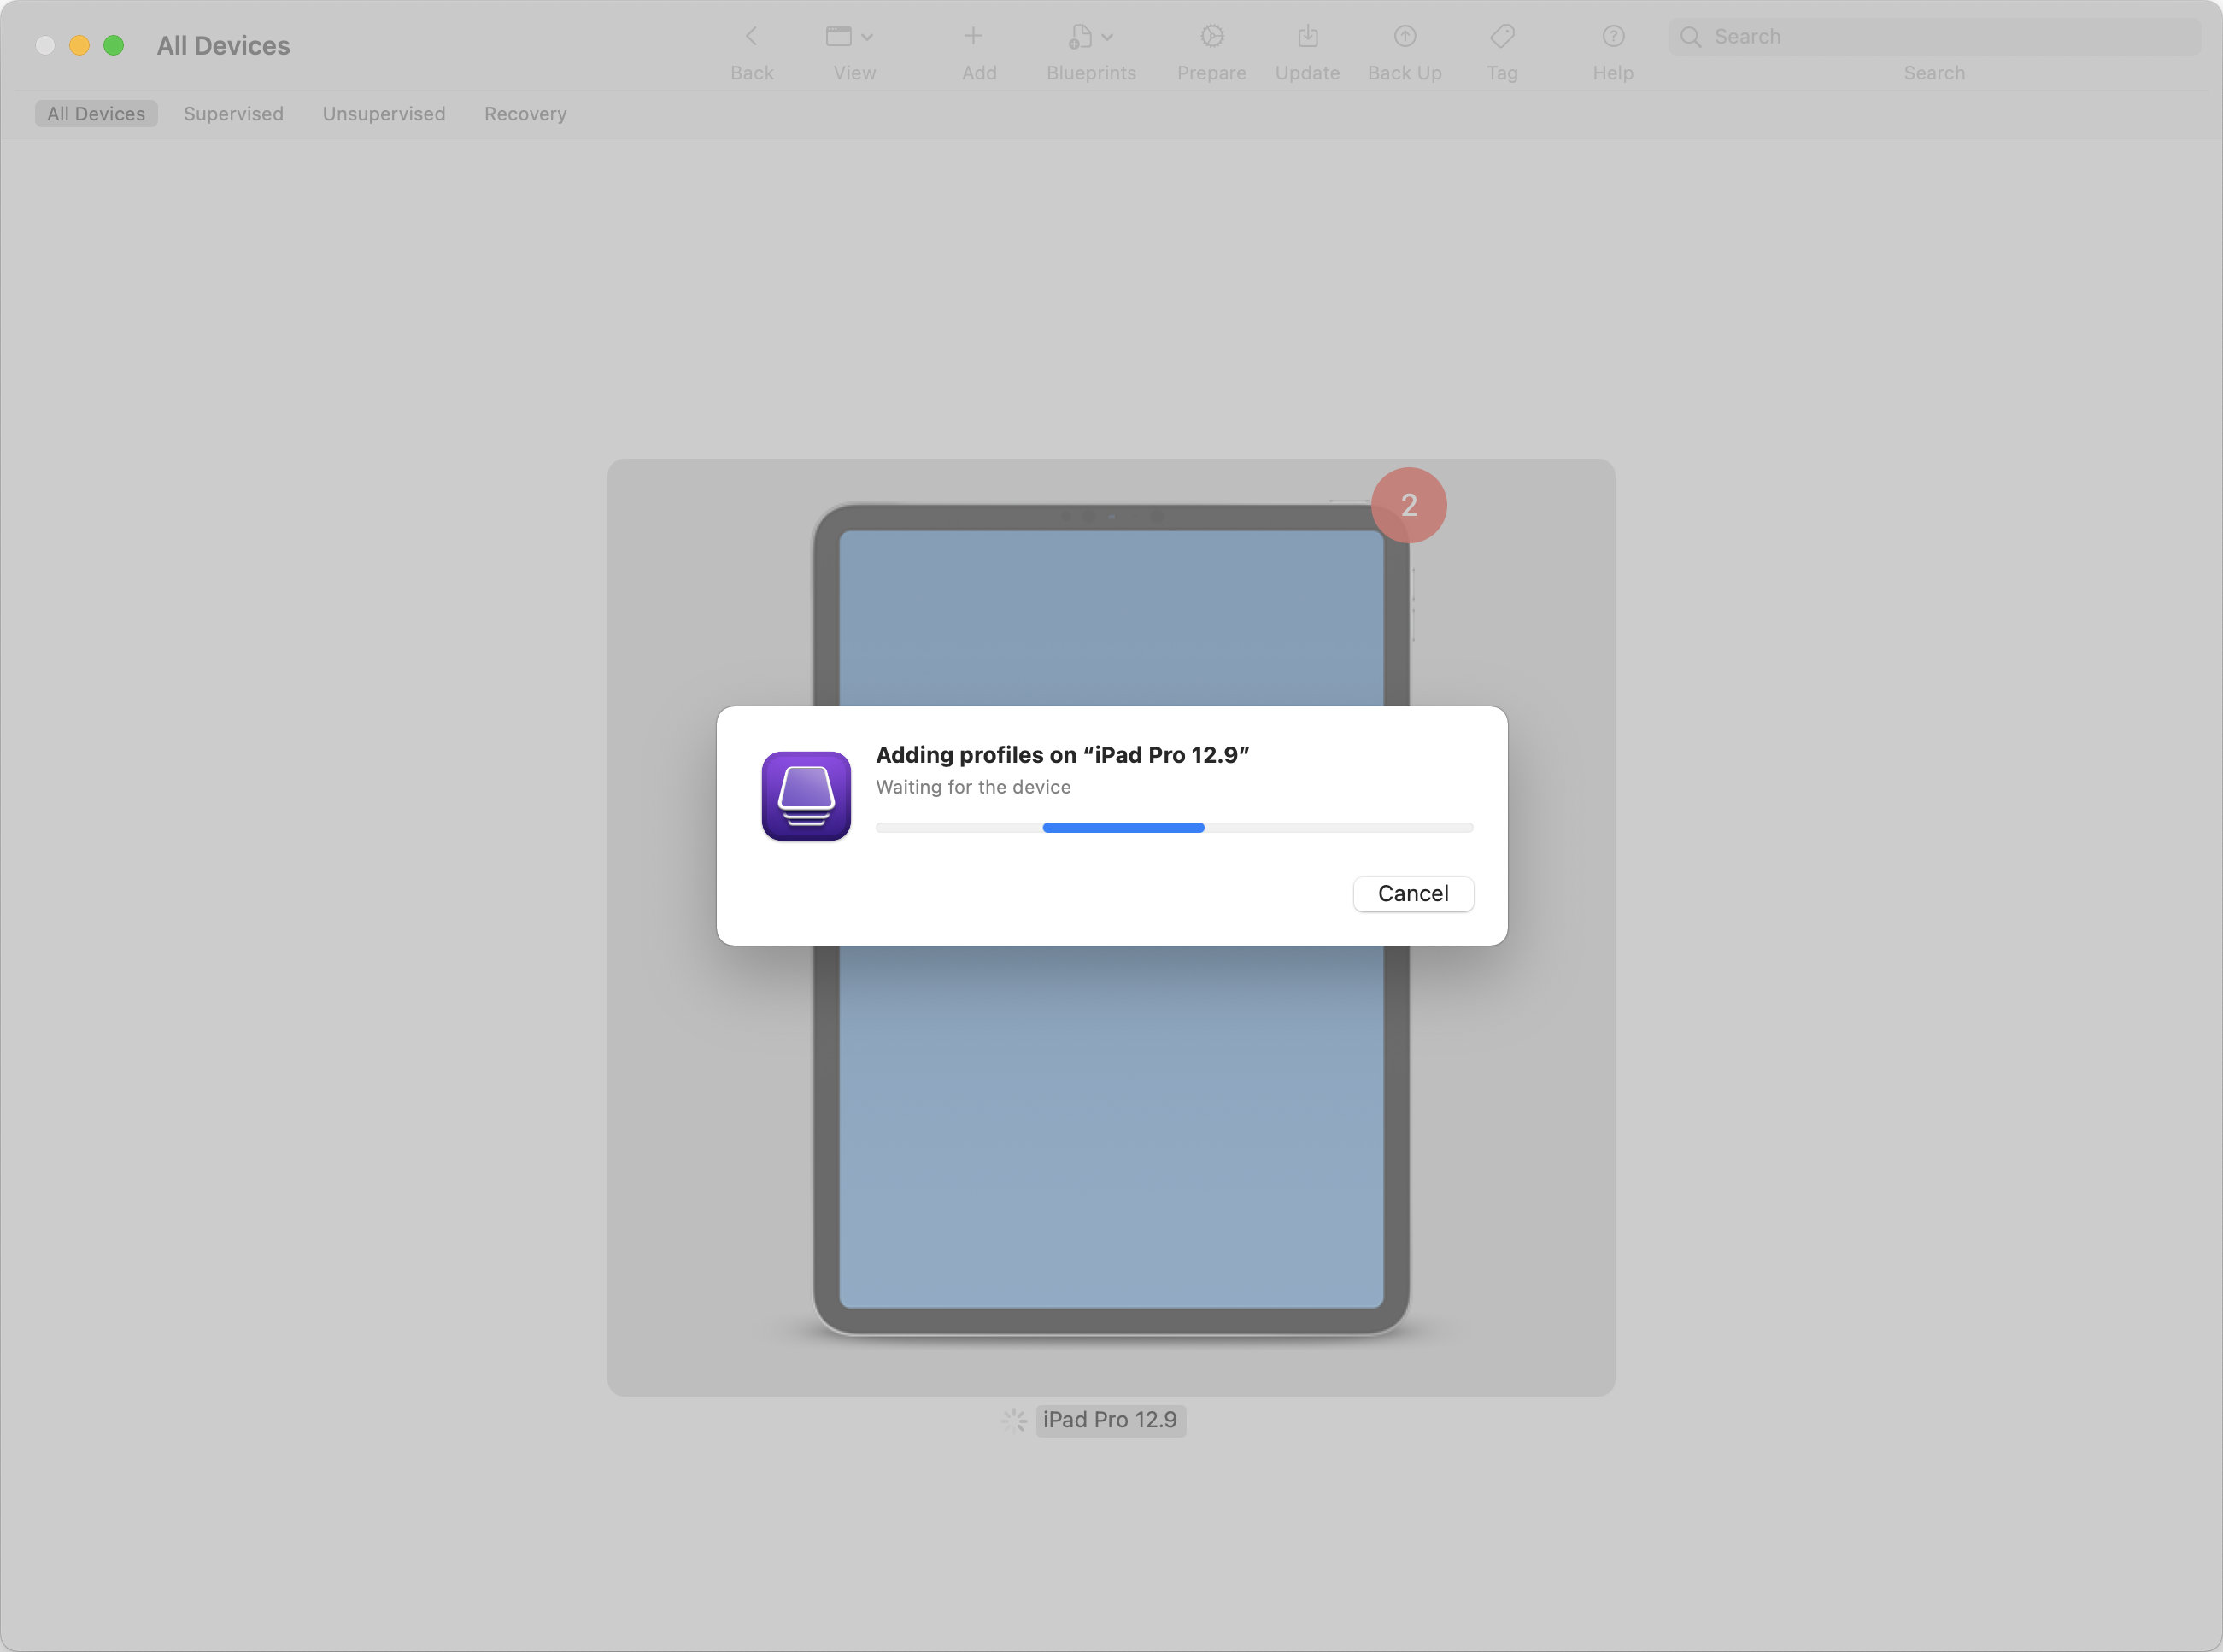 All Devices
Back
View
Add
Blueprints
Prepare
Update
Back Up
Tag
Help
Search
Search
All Devices
Supervised
Unsupervised
Recovery
2
Adding profiles on “iPad Pro 12.9”
Waiting for the device
Cancel
iPad Pro 12.9